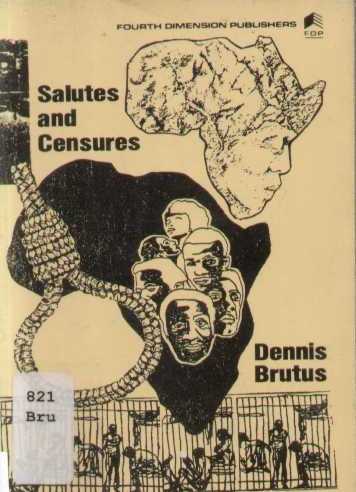 FOURTH DIMENSION PUBLISHERS
FDP
Salutes
and
Censures
Dennis
Brutus
821
Bru